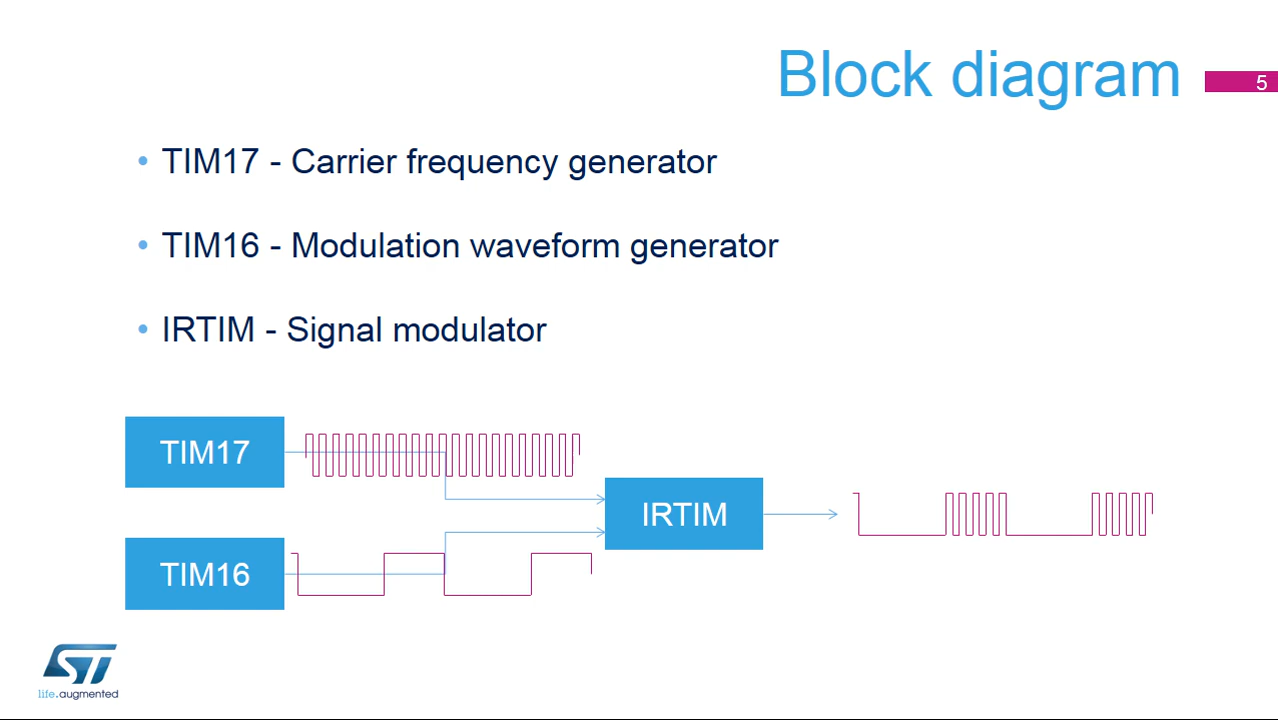 Block diagram
5
• TIM17 - Carrier frequency generator
• TIM16 - Modulation waveform generator
• IRTIM - Signal modulator
TIM17
IRTIM
TIM16
ST
life.augmented